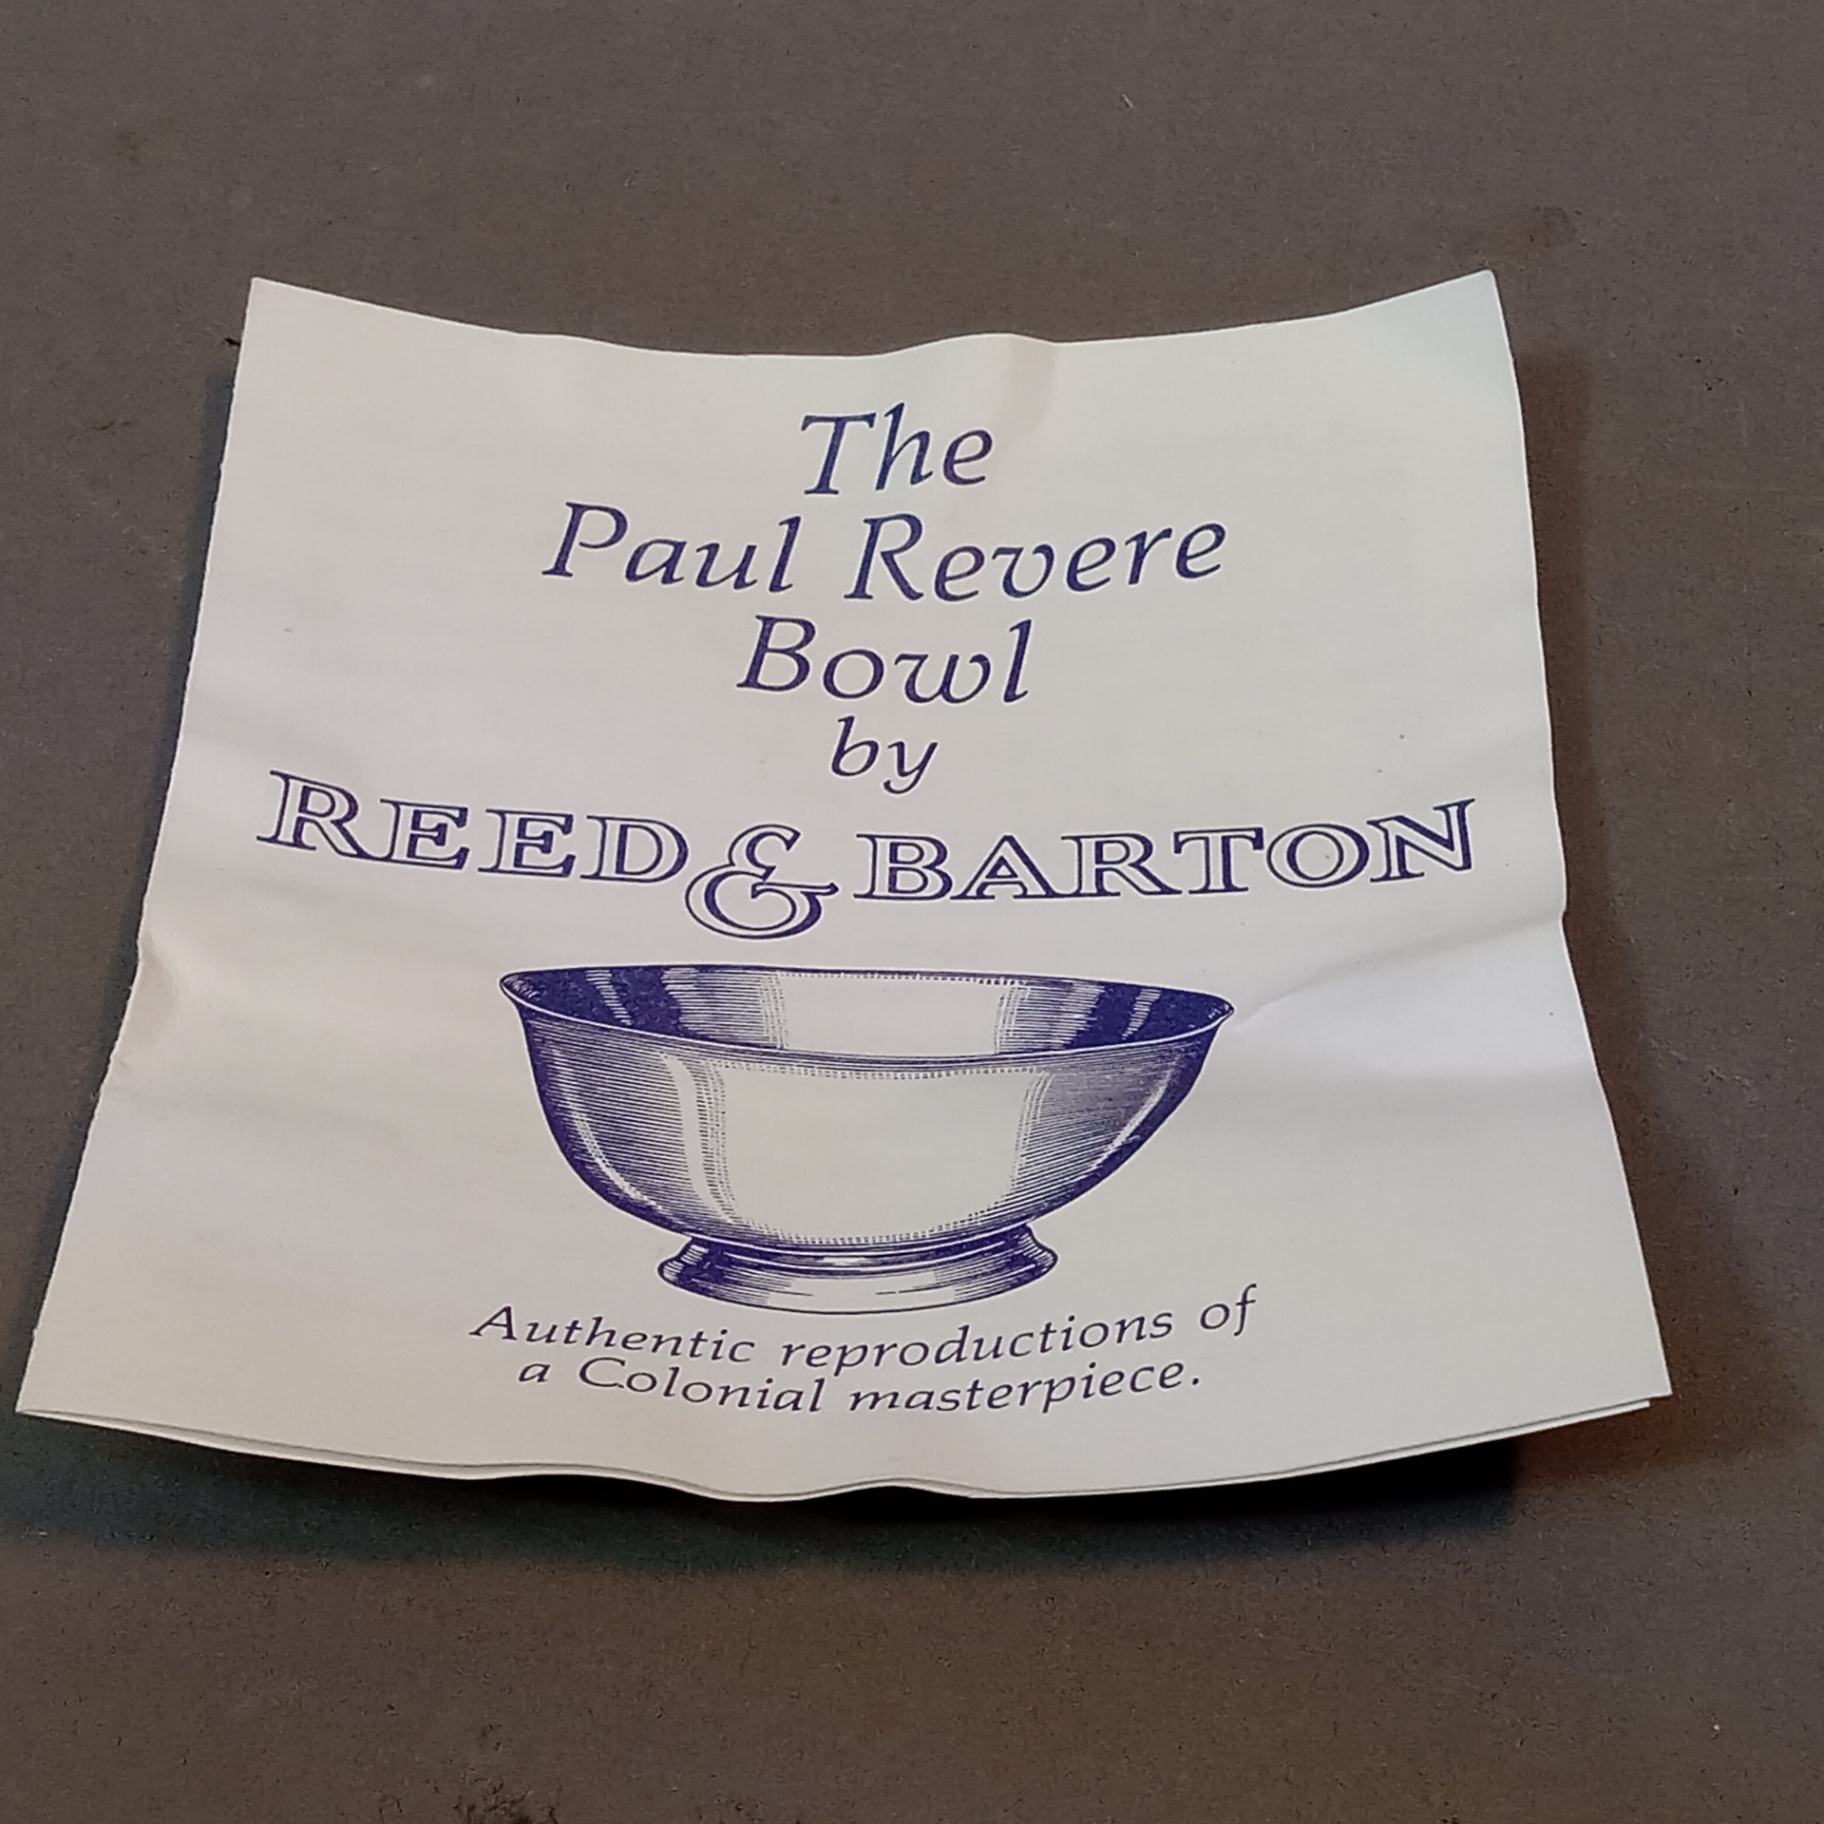 The
Paul Revere
Bowl
by
REED & BARTON
Authentic reproductions of
a Colonial masterpiece.